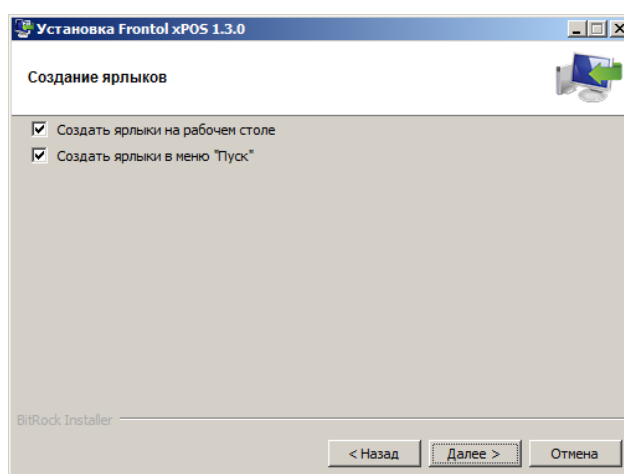 Установка Frontol xPOS 1.3.0
Создание ярлыков
Создать ярлыки на рабочем столе
Создать ярлыки в меню "Пуск"
BitRock Installer
< Назад
Далее >
Отмена